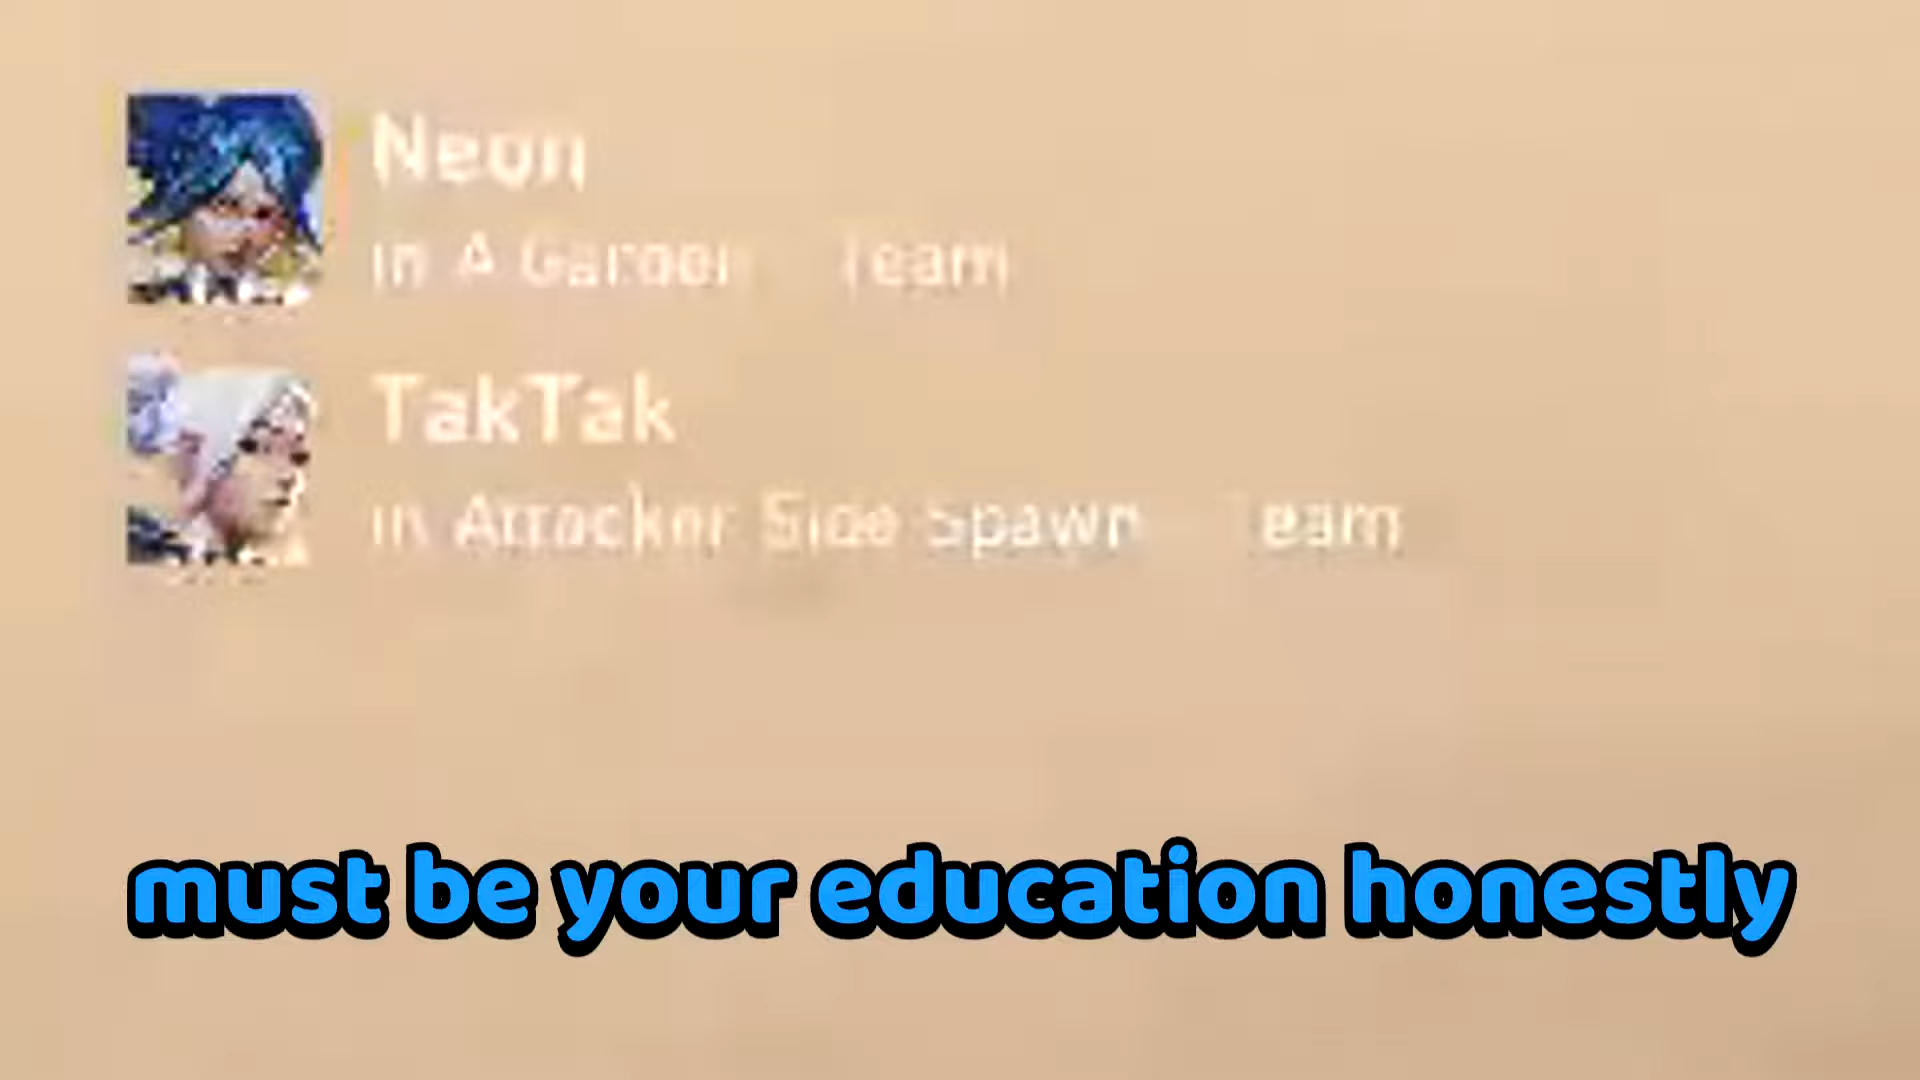 Neon
in A Garden Team
TakTak
in Attacker Side Spawn Team
must be your education honestly